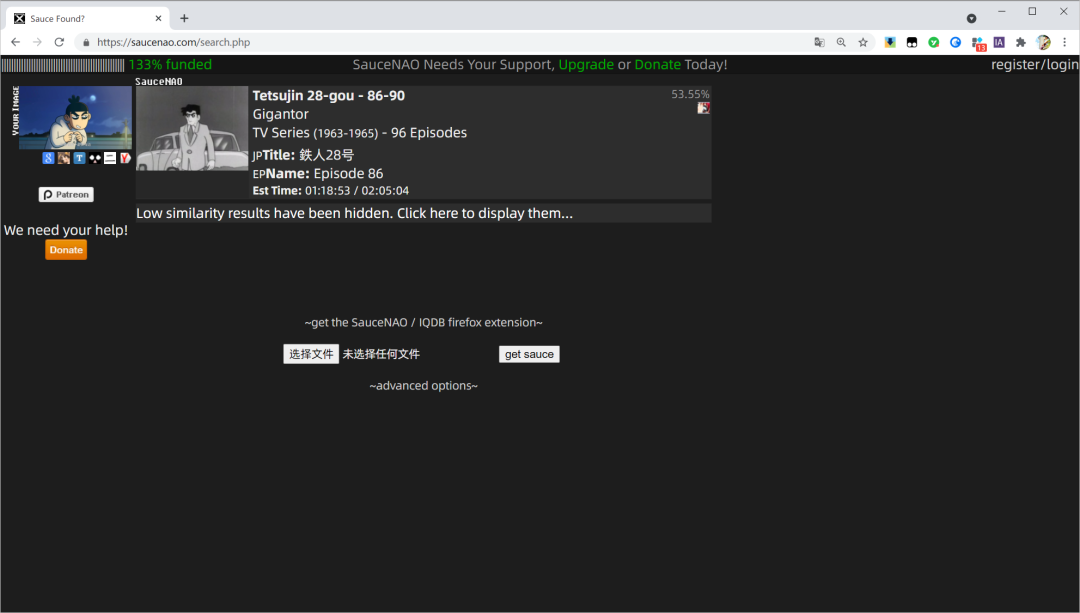 Sauce Found?
https://saucenao.com/search.php
13
IA
133% funded
SauceNAO Needs Your Support, Upgrade or Donate Today!
register/login
SauceNAO
YOUR IMAGE
Tetsujin 28-gou - 86-90
53.55%
Gigantor
TV Series (1963-1965) - 96 Episodes
JPTitle: 鉄人28号
EPName: Episode 86
Est Time: 01:18:53 / 02:05:04
Patreon
Low similarity results have been hidden. Click here to display them...
We need your help!
Donate
~get the SauceNAO / IQDB firefox extension~
选择文件 未选择任何文件 get sauce
~advanced options~